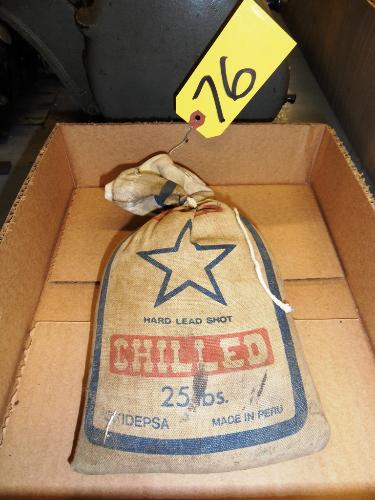 76
HARD LEAD SHOT
CHILLED
25 lbs.
MADE IN PERU